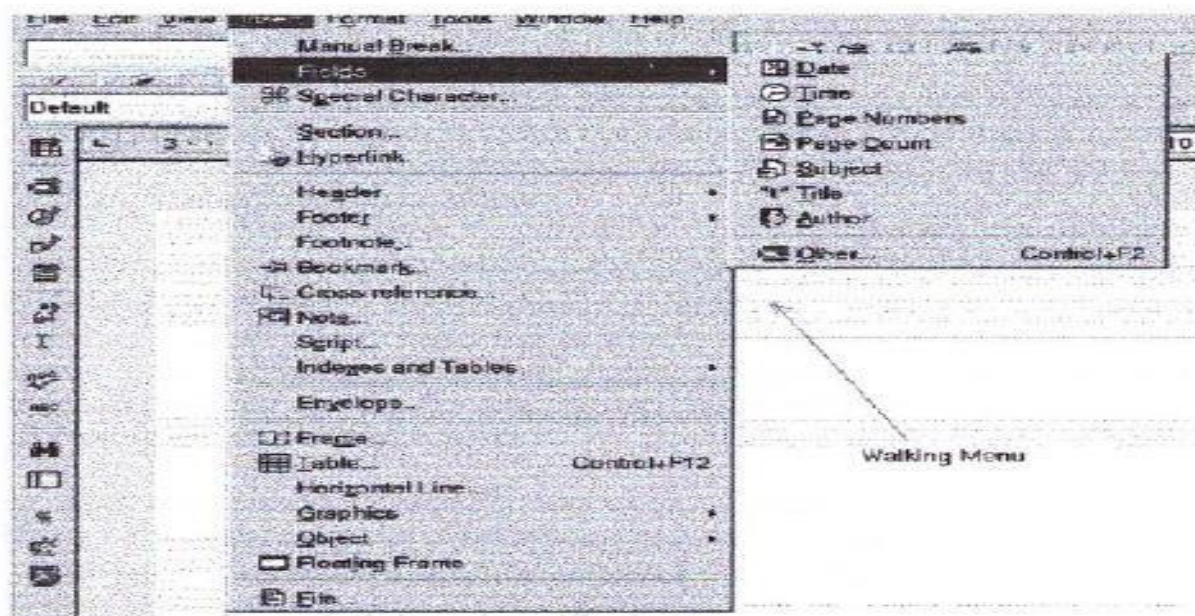 File Edit View Format Tools Window Help
Manual Break...
Fields
Special Character...
Section...
Hyperlink
Header
Footer
Footnote...
Bookmark...
Cross-reference...
Note...
Script...
Indexes and Tables
Envelope...
Frame...
Table... Control+F12
Horizontal Line...
Graphics
Object
Floating Frame
File...
Date
Time
Page Numbers
Page Count
Subject
Title
Author
Other... Control+F2
Default
3
10
Walking Menu